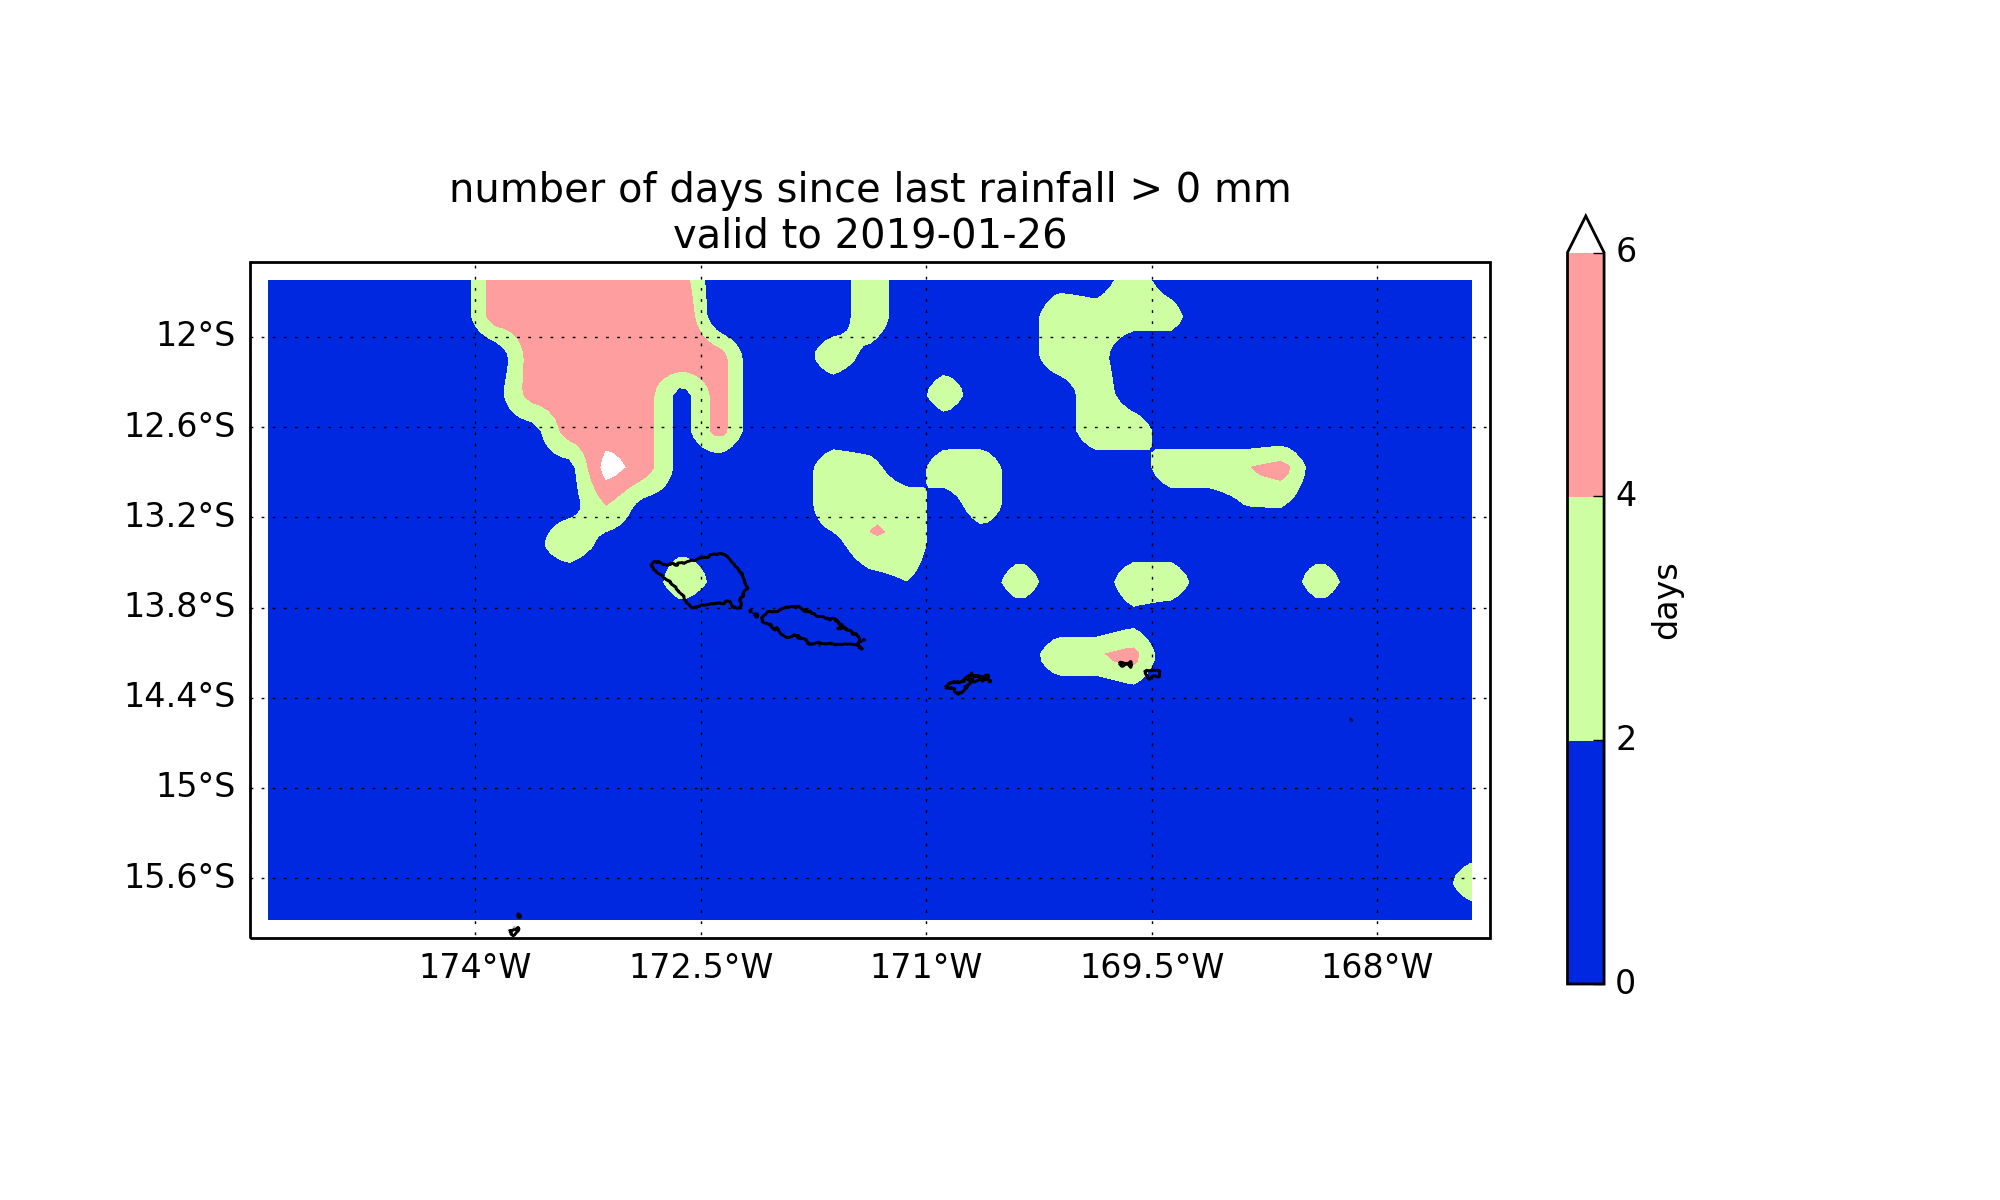 number of days since last rainfall > 0 mm
valid to 2019-01-26
12°S
12.6°S
13.2°S
13.8°S
14.4°S
15°S
15.6°S
174°W
172.5°W
171°W
169.5°W
168°W
6
4
2
0
days